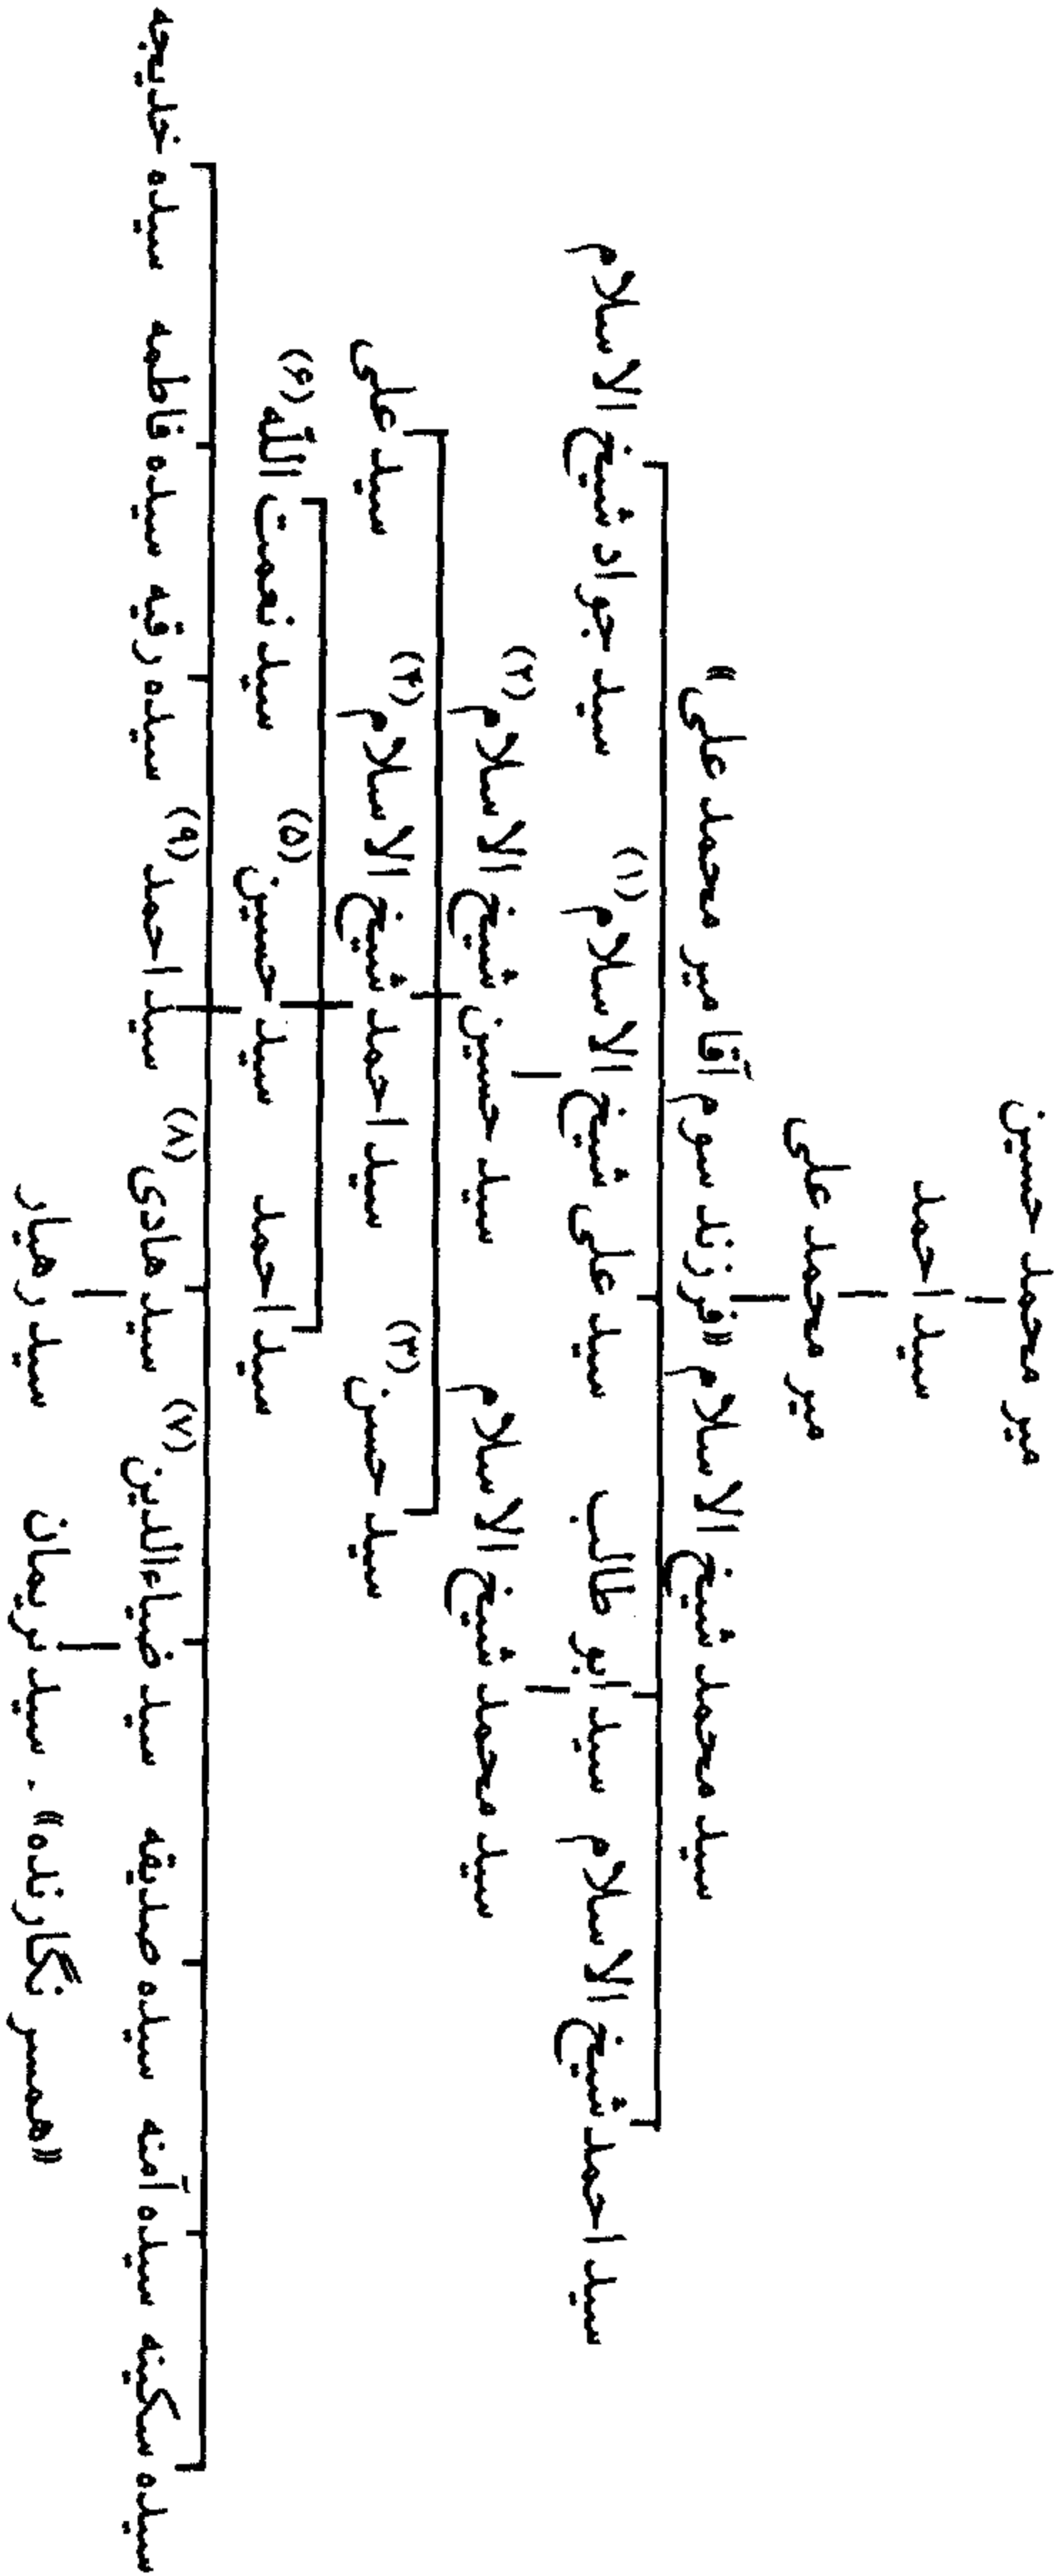 میر محمد حسین
سید احمد
میر محمد علی
سید محمد شیخ الاسلام «فرزند سوم آقا میر محمد علی»
سید احمد شیخ الاسلام سید ابو طالب سید علی شیخ الاسلام (۱) سید جواد شیخ الاسلام
سید محمد شیخ الاسلام سید حسین شیخ الاسلام (۲)
سید حسن (۳) سید احمد شیخ الاسلام (۴) سید علی
سید احمد سید حسین (۵) سید نعمت اللّه (۶)
سیده سکینه سیده آمنه سیده صدیقه سید ضیاءالدین (۷) سید هادی (۸) سید احمد (۹) سیده رقیه سیده فاطمه سیده خدیجه
«همسر نگارنده». سید نریمان سید رهیار